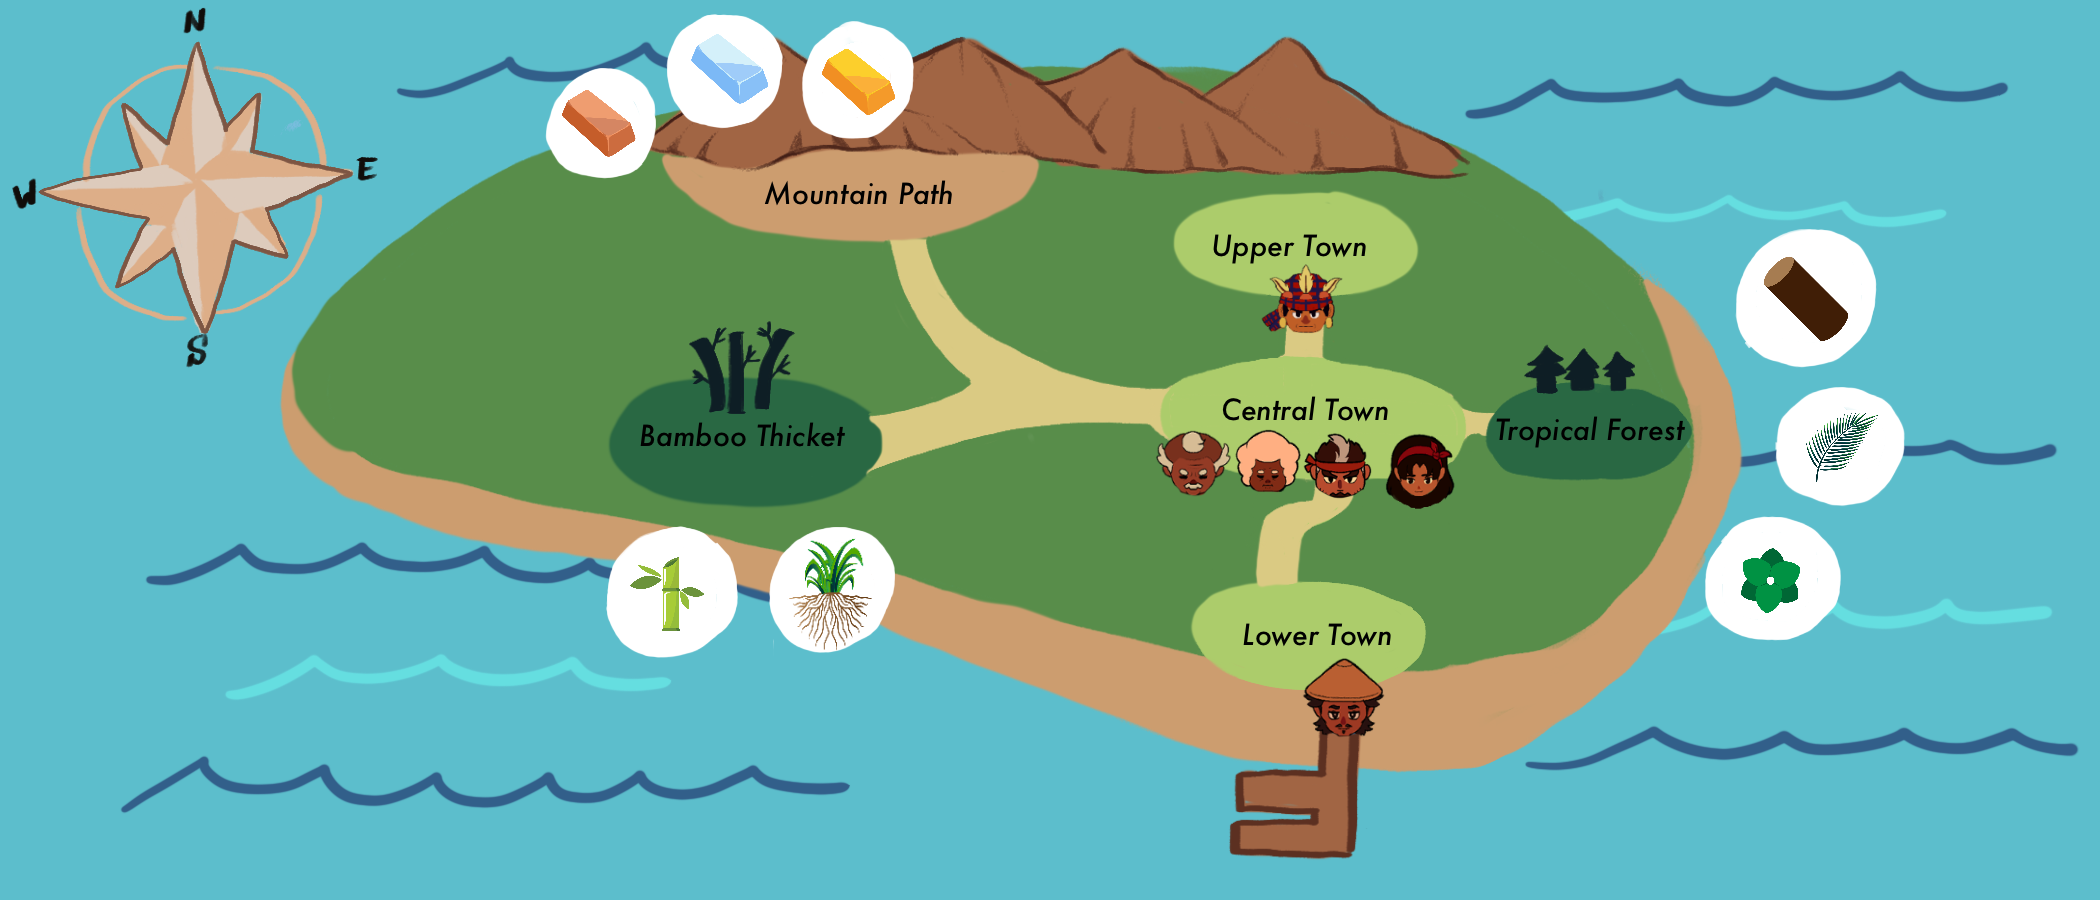 N
W
E
S
Mountain Path
Upper Town
Central Town
Bamboo Thicket
Tropical Forest
Lower Town